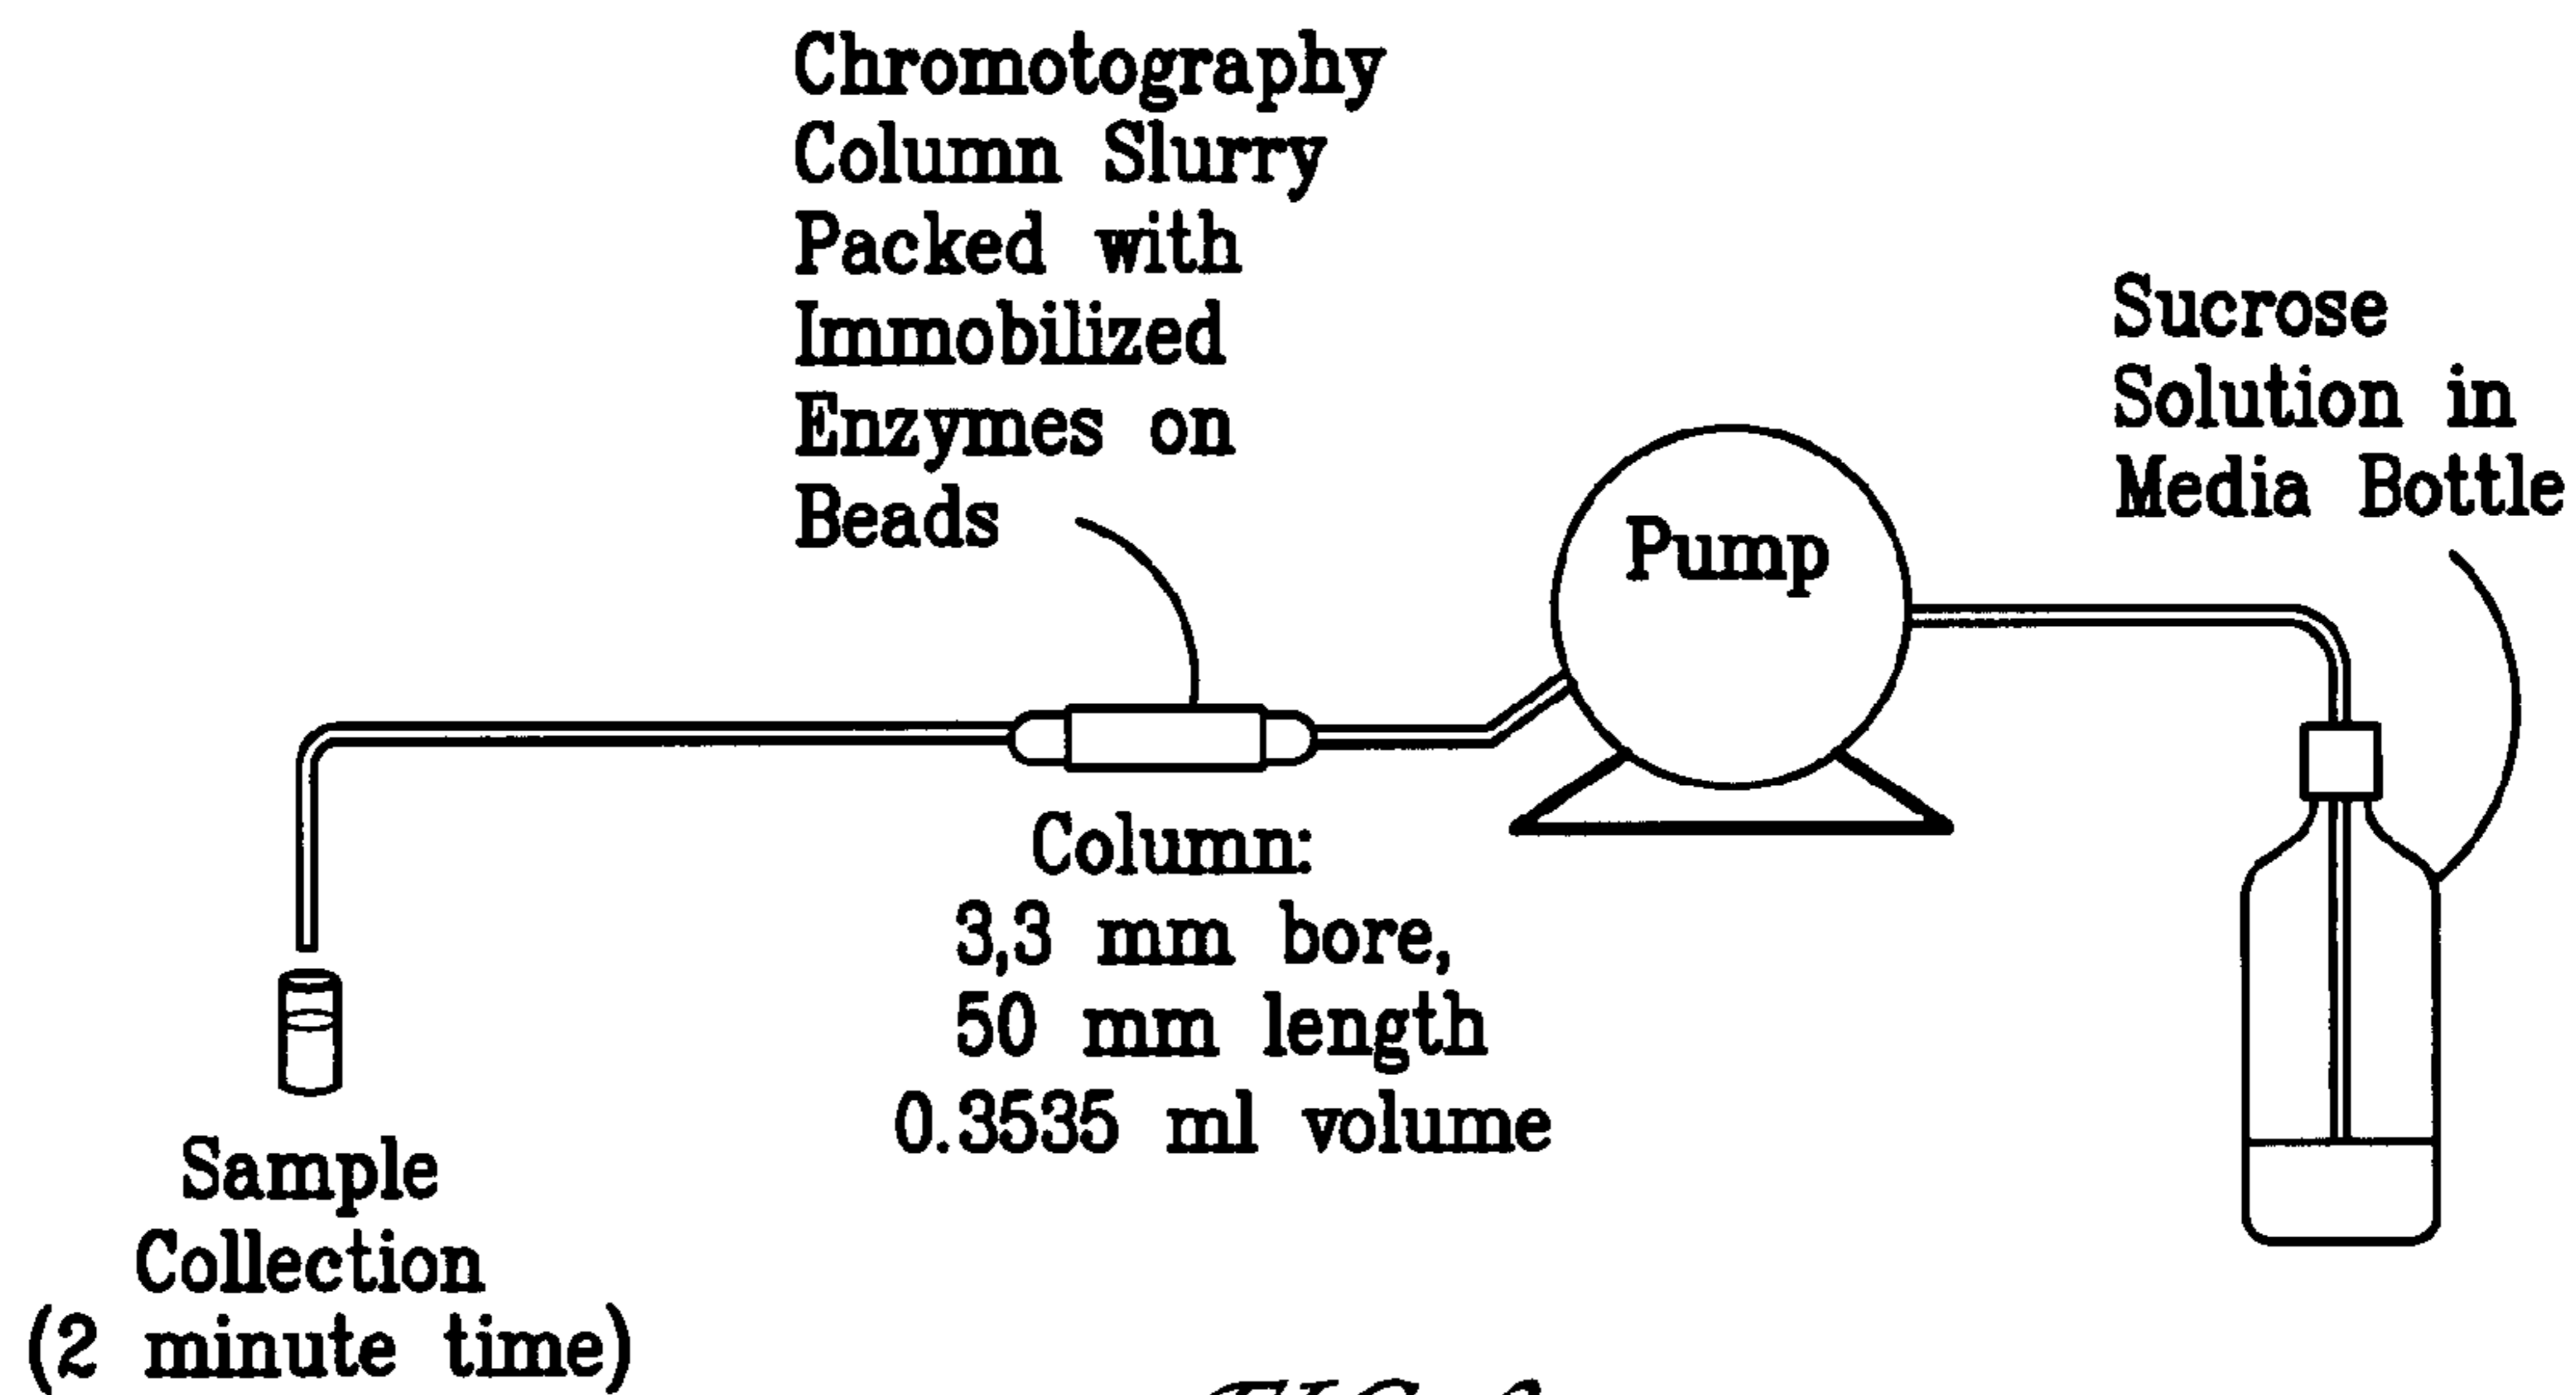 Chromotography
Column Slurry
Packed with
Immobilized
Enzymes on
Beads
Pump
Sucrose
Solution in
Media Bottle
Column:
3,3 mm bore,
50 mm length
0.3535 ml volume
Sample
Collection
(2 minute time)